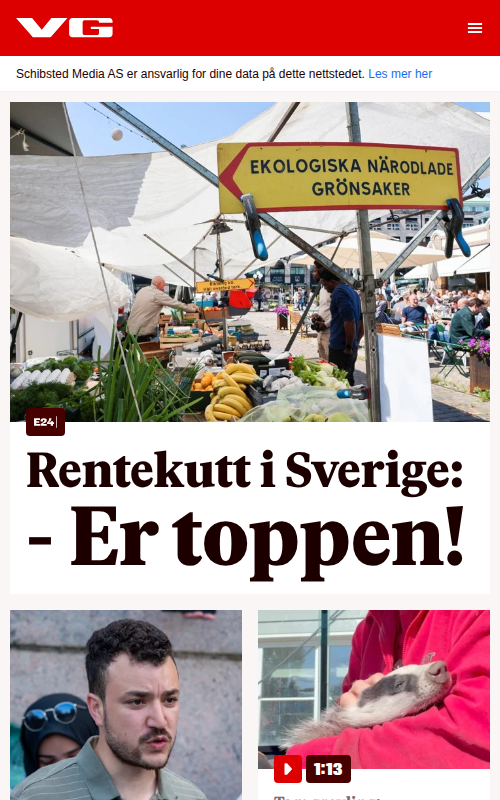 VG
Schibsted Media AS er ansvarlig for dine data på dette nettstedet. Les mer her
EKOLOGISKA NÄRODLADE
GRÖNSAKER
E24
Rentekutt i Sverige:
- Er toppen!
1:13